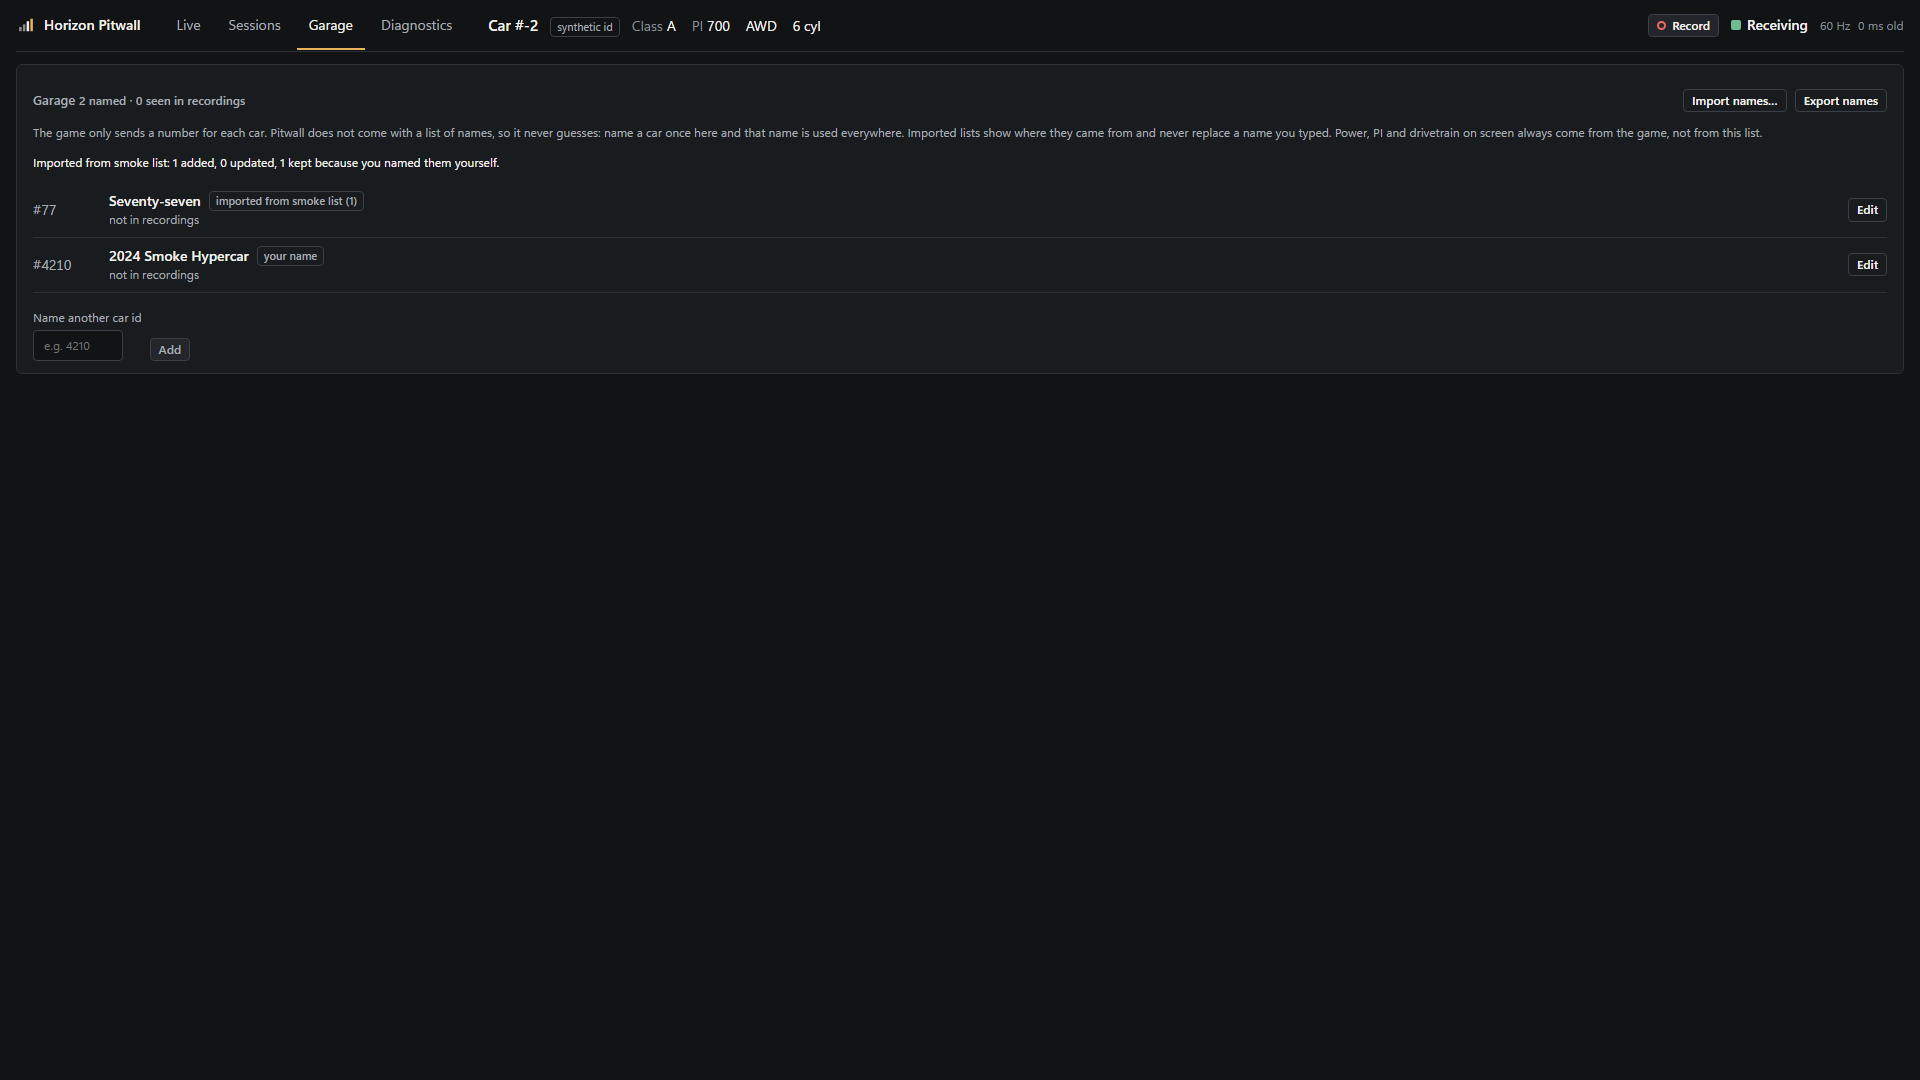 Horizon Pitwall Live Sessions Garage Diagnostics Car #-2 synthetic id Class A PI 700 AWD 6 cyl Record Receiving 60 Hz 0 ms old
Garage 2 named · 0 seen in recordings Import names... Export names
The game only sends a number for each car. Pitwall does not come with a list of names, so it never guesses: name a car once here and that name is used everywhere. Imported lists show where they came from and never replace a name you typed. Power, PI and drivetrain on screen always come from the game, not from this list.
Imported from smoke list: 1 added, 0 updated, 1 kept because you named them yourself.
#77 Seventy-seven imported from smoke list (1) Edit
not in recordings
#4210 2024 Smoke Hypercar your name Edit
not in recordings
Name another car id
e.g. 4210 Add